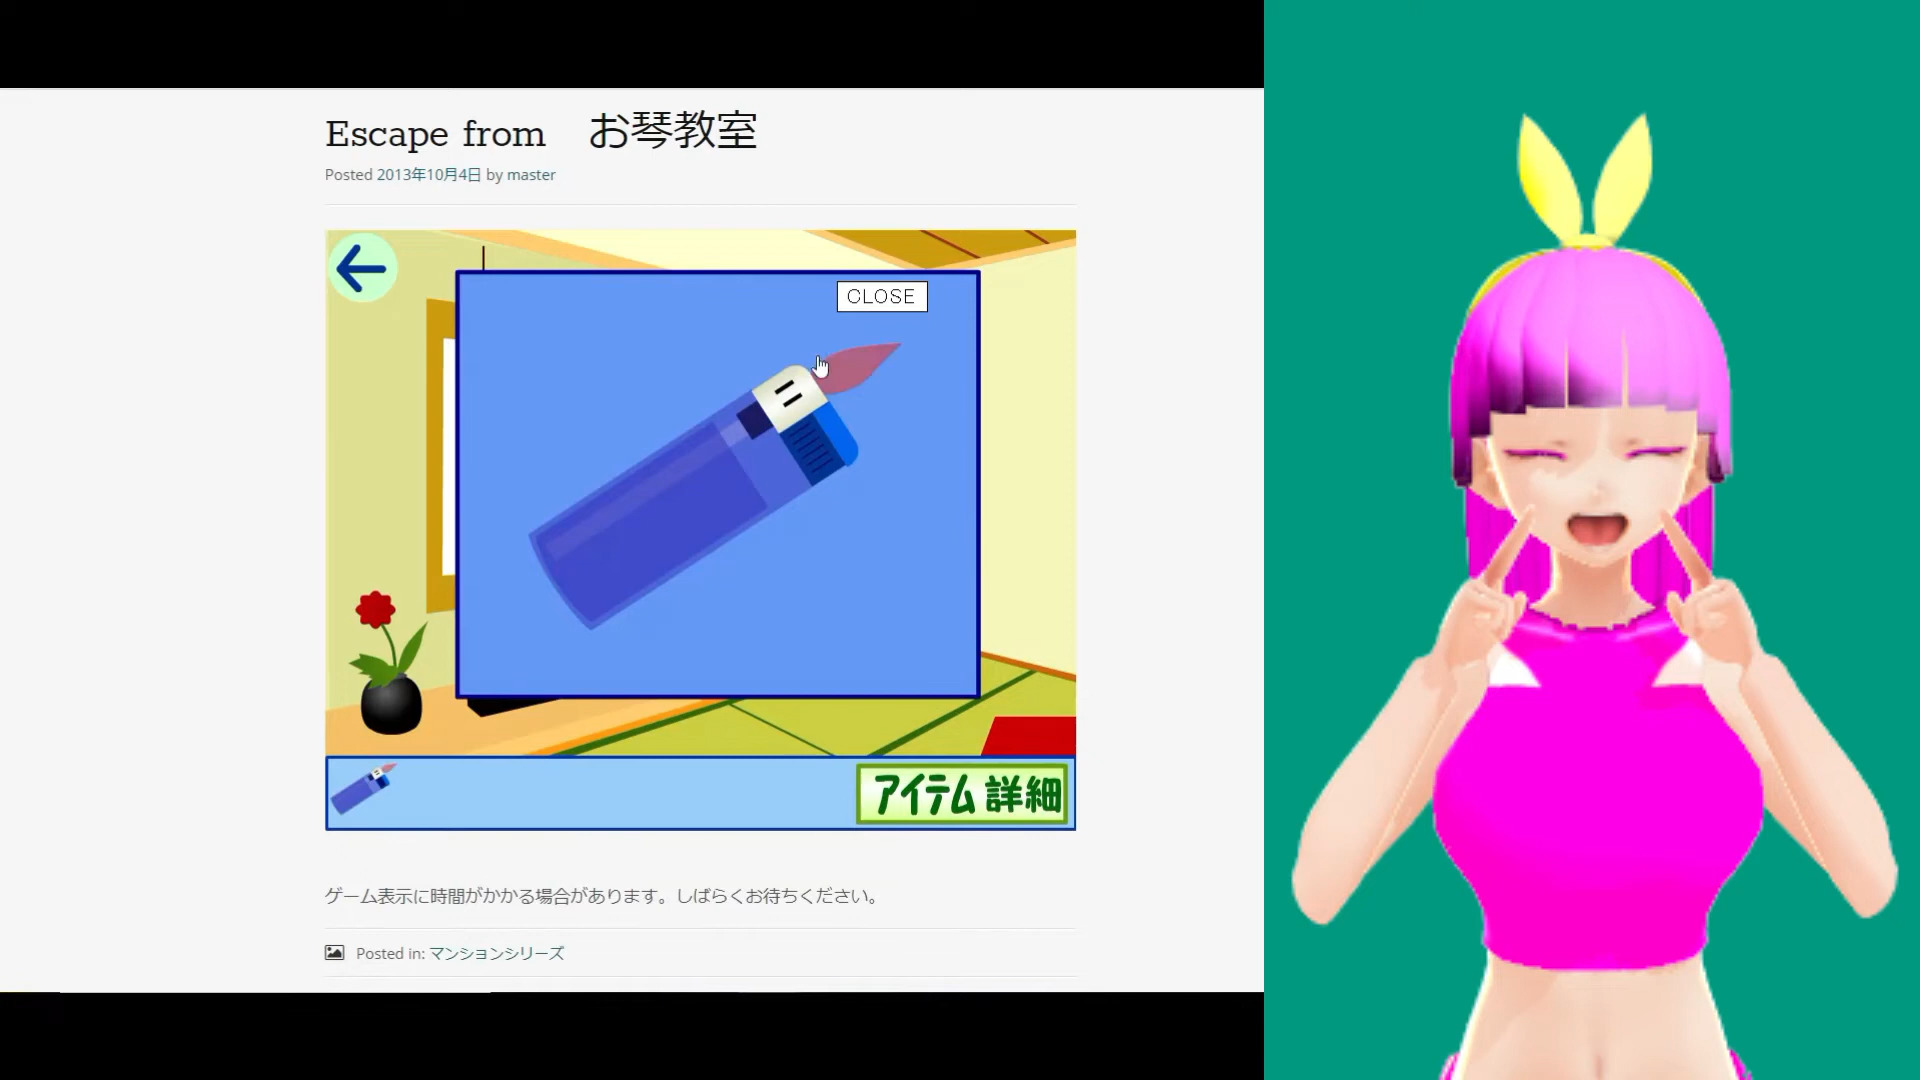 Escape from　お琴教室
Posted 2013年10月4日 by master
CLOSE
アイテム詳細
ゲーム表示に時間がかかる場合があります。しばらくお待ちください。
Posted in: マンションシリーズ